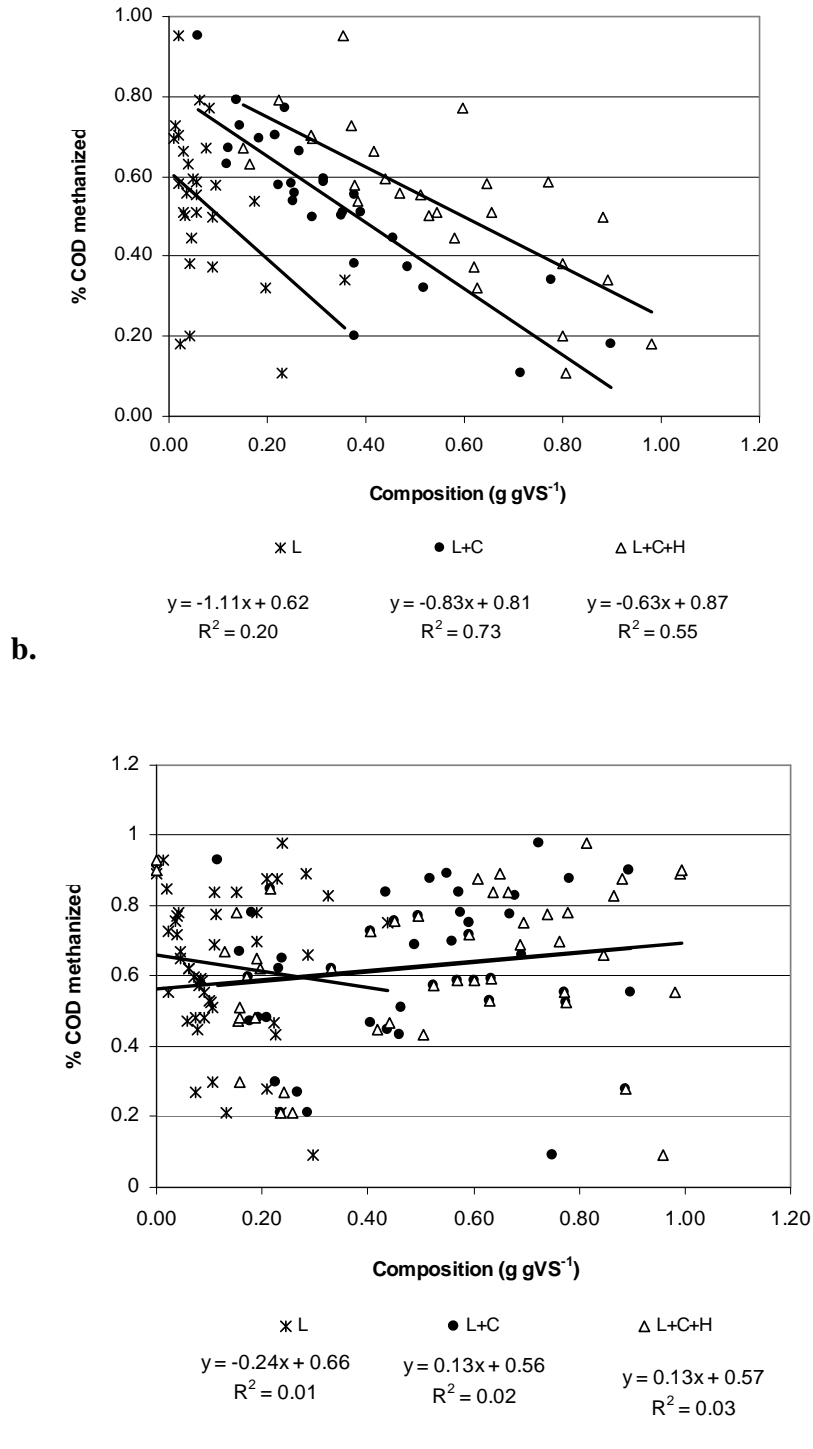 1.00
0.80
0.60
0.40
0.20
0.00
% COD methanized
0.00 0.20 0.40 0.60 0.80 1.00 1.20
Composition (g gVS⁻¹)
L L+C L+C+H
y = -1.11x + 0.62 y = -0.83x + 0.81 y = -0.63x + 0.87
R² = 0.20 R² = 0.73 R² = 0.55
b.
1.2
1
0.8
0.6
0.4
0.2
0
% COD methanized
0.00 0.20 0.40 0.60 0.80 1.00 1.20
Composition (g gVS⁻¹)
L L+C L+C+H
y = -0.24x + 0.66 y = 0.13x + 0.56 y = 0.13x + 0.57
R² = 0.01 R² = 0.02 R² = 0.03